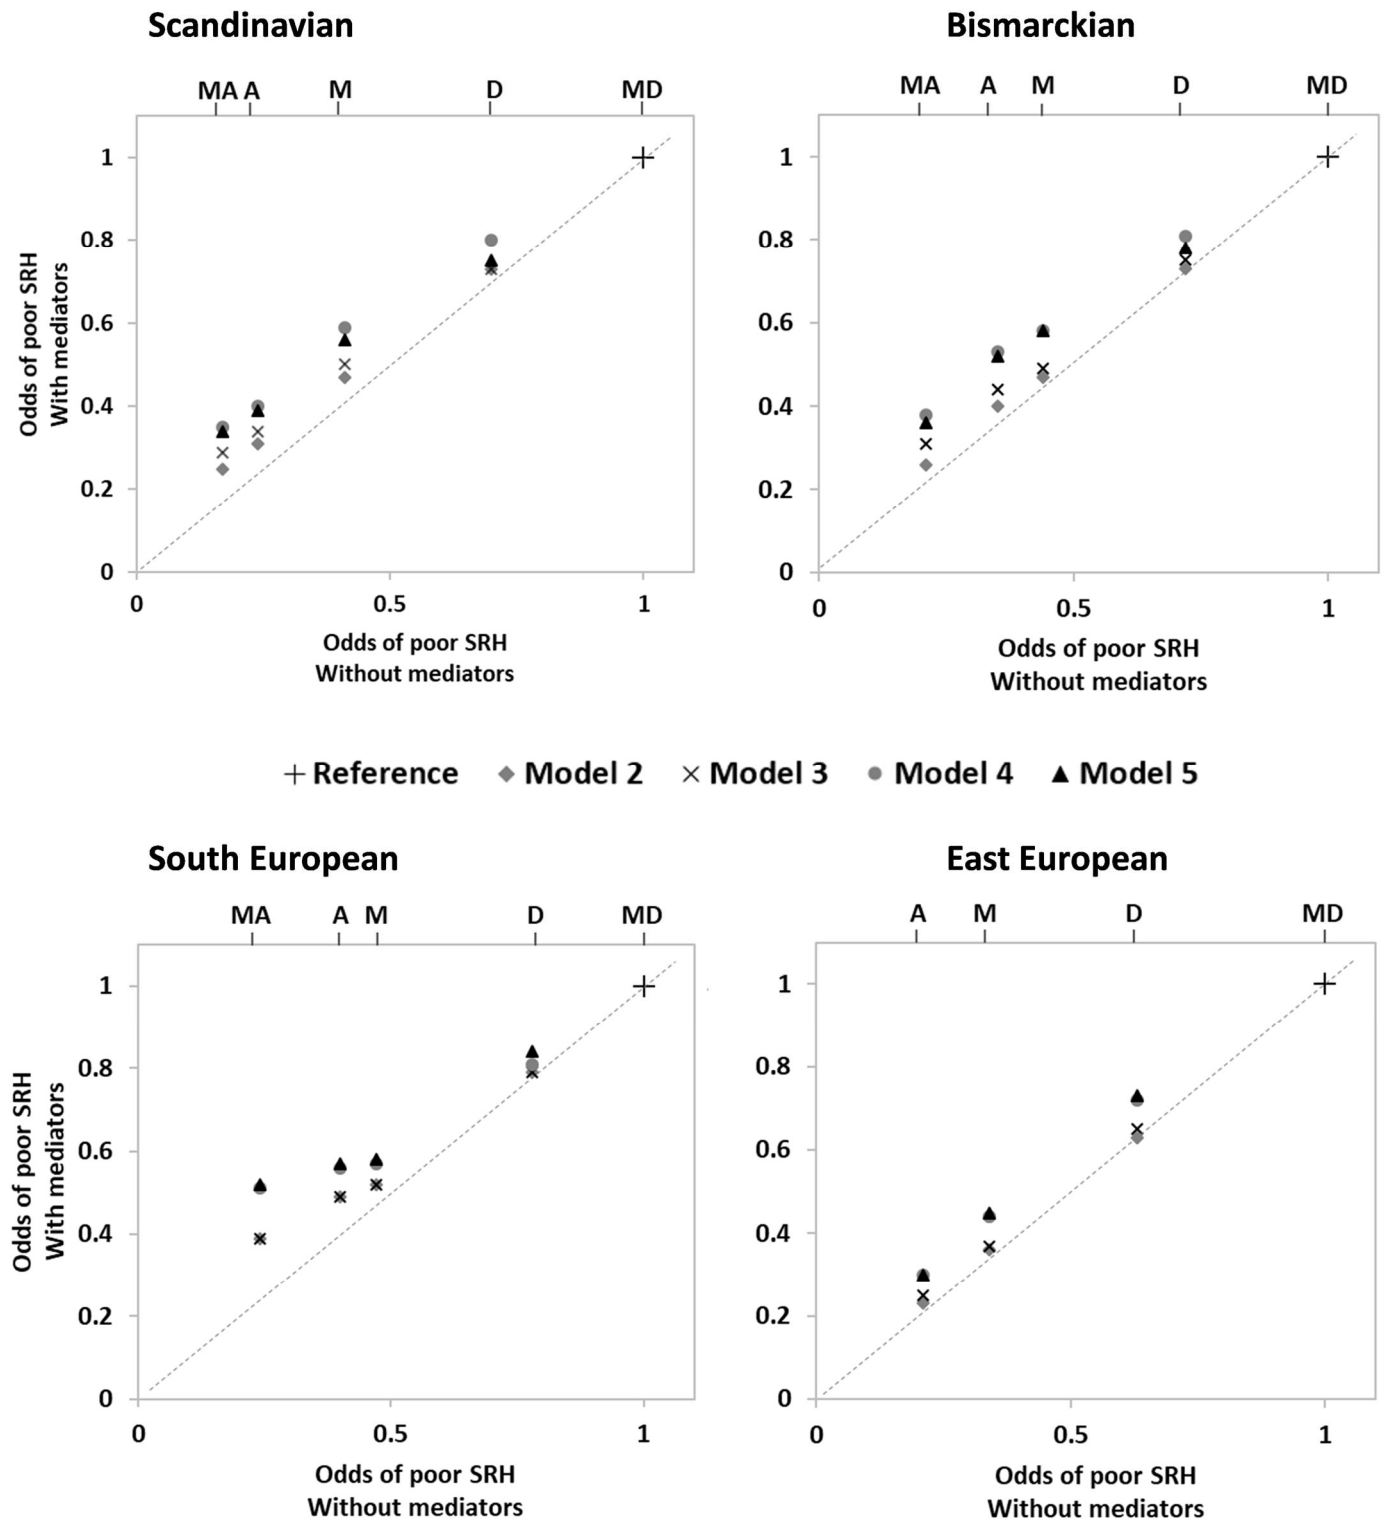 Scandinavian
MA A M D MD
1
0.8
0.6
0.4
0.2
0
0 0.5 1
Odds of poor SRH
With mediators
Odds of poor SRH
Without mediators
Bismarckian
MA A M D MD
1
0.8
0.6
0.4
0.2
0
0 0.5 1
Odds of poor SRH
Without mediators
Reference Model 2 Model 3 Model 4 Model 5
South European
MA A M D MD
1
0.8
0.6
0.4
0.2
0
0 0.5 1
Odds of poor SRH
With mediators
Odds of poor SRH
Without mediators
East European
A M D MD
1
0.8
0.6
0.4
0.2
0
0 0.5 1
Odds of poor SRH
Without mediators